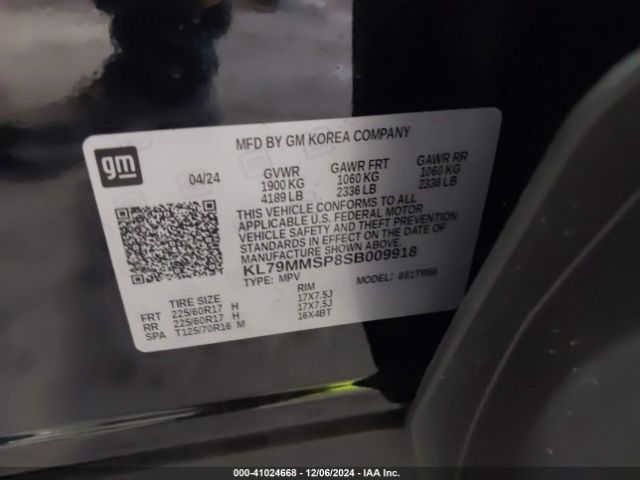 MFD BY GM KOREA COMPANY
gm
04/24
GVWR GAWR FRT GAWR RR
1900 KG 1060 KG 1060 KG
4189 LB 2336 LB 2336 LB
THIS VEHICLE CONFORMS TO ALL
APPLICABLE U.S. FEDERAL MOTOR
VEHICLE SAFETY AND THEFT PREVENTION
STANDARDS IN EFFECT ON THE DATE OF
MANUFACTURE SHOWN ABOVE.
KL79MMSP8SB009918
TYPE: MPV MODEL:
TIRE SIZE RIM
FRT 225/60R17 H 17X7.5J
RR 225/60R17 H 17X7.5J
SPA T125/70R16 M 16X4BT
000-41024668 - 12/06/2024 - IAA Inc.